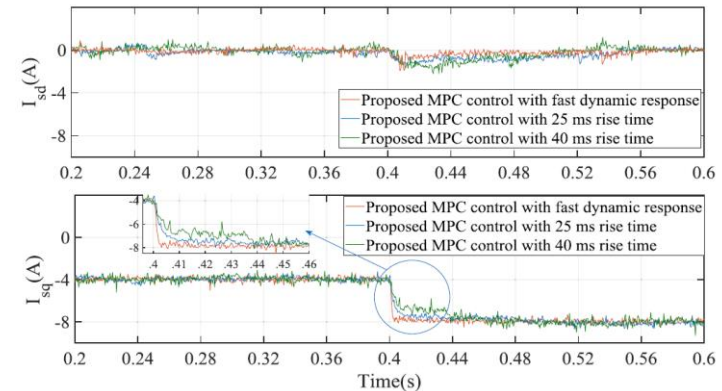 0
-4
-8
I_sd(A)
Proposed MPC control with fast dynamic response
Proposed MPC control with 25 ms rise time
Proposed MPC control with 40 ms rise time
0.2 0.24 0.28 0.32 0.36 0.4 0.44 0.48 0.52 0.56 0.6
0
-4
-8
I_sq(A)
-4
-6
-8
.4 .41 .42 .43 .44 .45 .46
Proposed MPC control with fast dynamic response
Proposed MPC control with 25 ms rise time
Proposed MPC control with 40 ms rise time
0.2 0.24 0.28 0.32 0.36 0.4 0.44 0.48 0.52 0.56 0.6
Time(s)